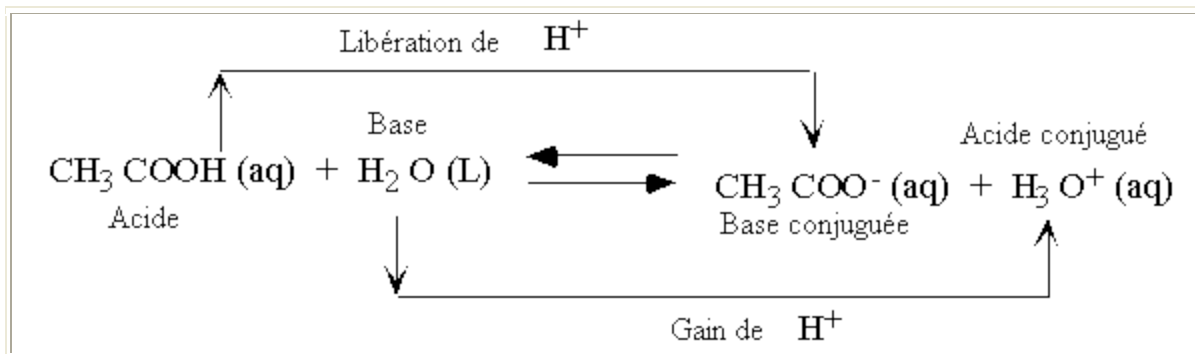 Libération de H⁺
Base
Acide conjugué
CH₃ COOH (aq) + H₂ O (L) CH₃ COO⁻ (aq) + H₃ O⁺ (aq)
Acide
Base conjuguée
Gain de H⁺